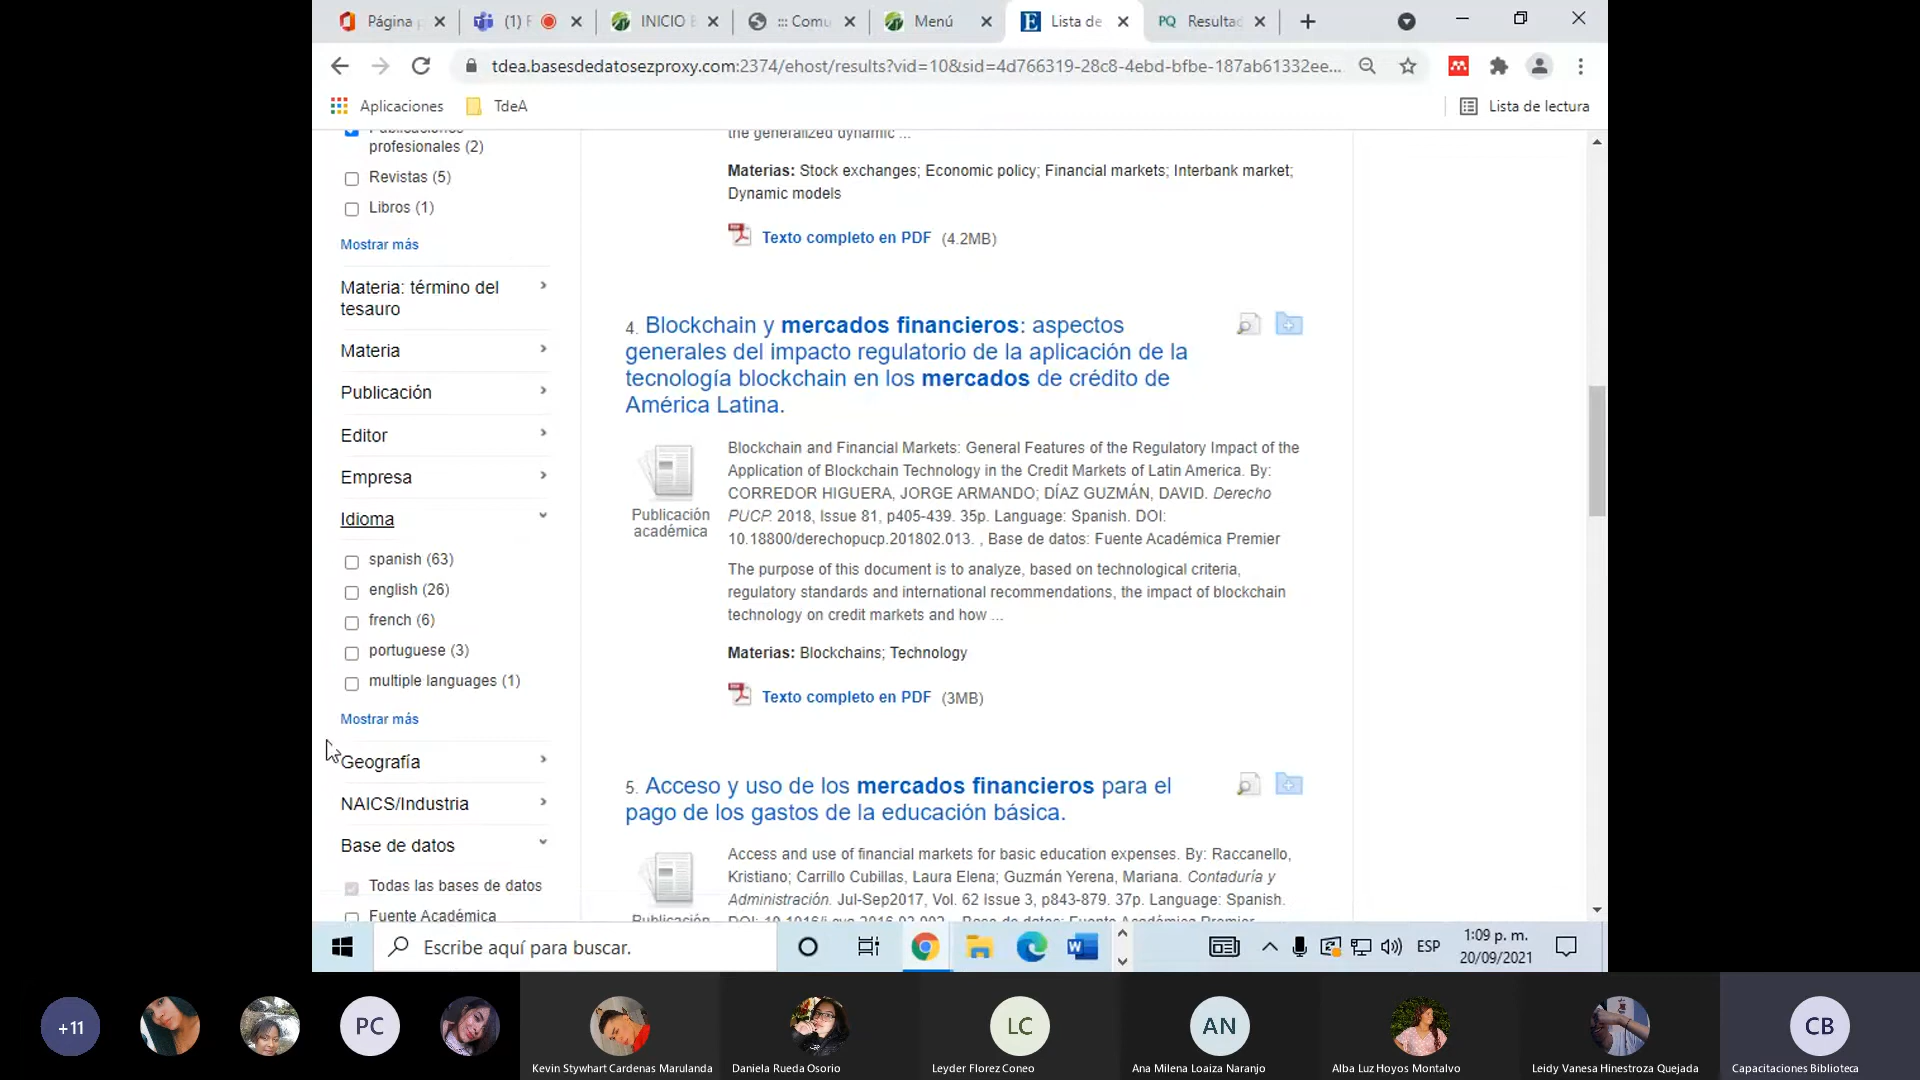 Página
(1)
INICIO
::: Comu
Menú
Lista de
PQ Resultad
tdea.basesdedatosezproxy.com:2374/ehost/results?vid=10&sid=4d766319-28c8-4ebd-bfbe-187ab61332ee...
Aplicaciones
TdeA
Lista de lectura
Publicaciones
profesionales (2)
Revistas (5)
Libros (1)
Mostrar más
Materia: término del
tesauro
Materia
Publicación
Editor
Empresa
Idioma
spanish (63)
english (26)
french (6)
portuguese (3)
multiple languages (1)
Mostrar más
Geografía
NAICS/Industria
Base de datos
Todas las bases de datos
Fuente Académica
the generalized dynamic ...
Materias: Stock exchanges; Economic policy; Financial markets; Interbank market;
Dynamic models
Texto completo en PDF (4.2MB)
4. Blockchain y mercados financieros: aspectos
generales del impacto regulatorio de la aplicación de la
tecnología blockchain en los mercados de crédito de
América Latina.
Publicación
académica
Blockchain and Financial Markets: General Features of the Regulatory Impact of the
Application of Blockchain Technology in the Credit Markets of Latin America. By:
CORREDOR HIGUERA, JORGE ARMANDO; DÍAZ GUZMÁN, DAVID. Derecho
PUCP. 2018, Issue 81, p405-439. 35p. Language: Spanish. DOI:
10.18800/derechopucp.201802.013. , Base de datos: Fuente Académica Premier
The purpose of this document is to analyze, based on technological criteria,
regulatory standards and international recommendations, the impact of blockchain
technology on credit markets and how ...
Materias: Blockchains; Technology
Texto completo en PDF (3MB)
5. Acceso y uso de los mercados financieros para el
pago de los gastos de la educación básica.
Publicación
Access and use of financial markets for basic education expenses. By: Raccanello,
Kristiano; Carrillo Cubillas, Laura Elena; Guzmán Yerena, Mariana. Contaduría y
Administración. Jul-Sep2017, Vol. 62 Issue 3, p843-879. 37p. Language: Spanish.
Base de datos: Fuente Académica Premier
Escribe aquí para buscar.
ESP
1:09 p. m.
20/09/2021
+11
PC
LC
AN
CB
Kevin Stywhart Cardenas Marulanda
Daniela Rueda Osorio
Leyder Florez Coneo
Ana Milena Loaiza Naranjo
Alba Luz Hoyos Montalvo
Leidy Vanesa Hinestroza Quejada
Capacitaciones Biblioteca